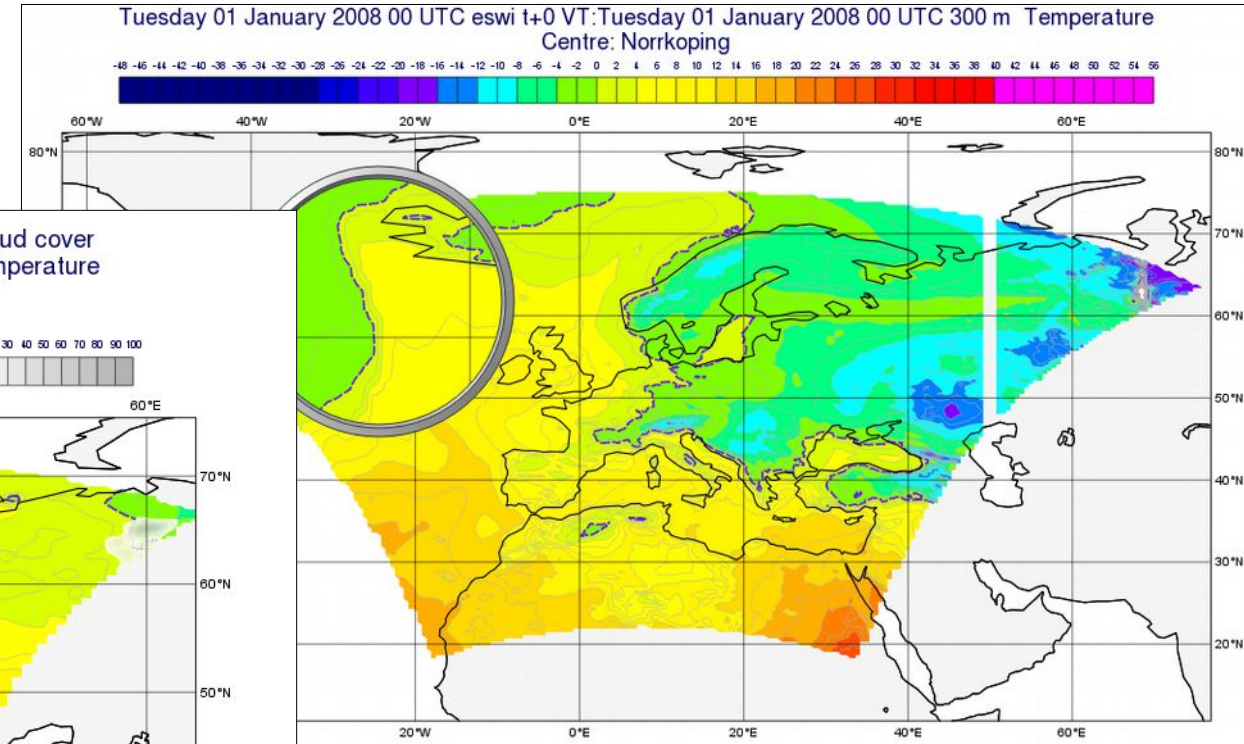 Tuesday 01 January 2008 00 UTC eswi t+0 VT:Tuesday 01 January 2008 00 UTC 300 m Temperature
Centre: Norrkoping
-48 -46 -44 -42 -40 -38 -36 -34 -32 -30 -28 -26 -24 -22 -20 -18 -16 -14 -12 -10 -8 -6 -4 -2 0 2 4 6 8 10 12 14 16 18 20 22 24 26 28 30 32 34 36 38 40 42 44 46 48 50 52 54 56
60°W 40°W 20°W 0°E 20°E 40°E 60°E
80°N 80°N
70°N
60°N
50°N
40°N
30°N
20°N
20°W 0°E 20°E 40°E 60°E
ud cover
nperature
30 40 50 60 70 80 90 100
60°E
70°N
60°N
50°N